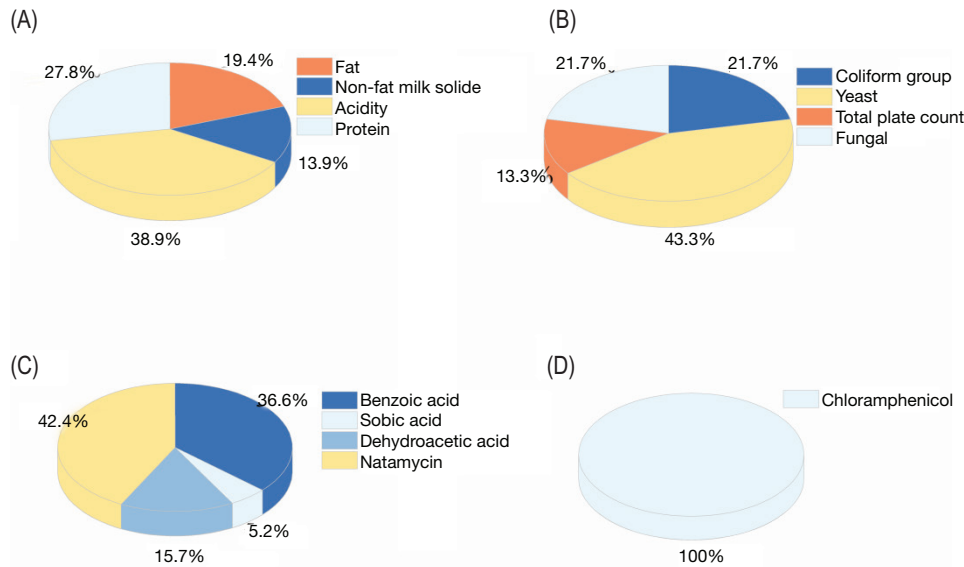 (A)
27.8%
19.4%
Fat
Non-fat milk solide
Acidity
Protein
13.9%
38.9%
(B)
21.7%
21.7%
Coliform group
Yeast
Total plate count
Fungal
13.3%
43.3%
(C)
42.4%
36.6%
Benzoic acid
Sobic acid
Dehydroacetic acid
Natamycin
5.2%
15.7%
(D)
Chloramphenicol
100%